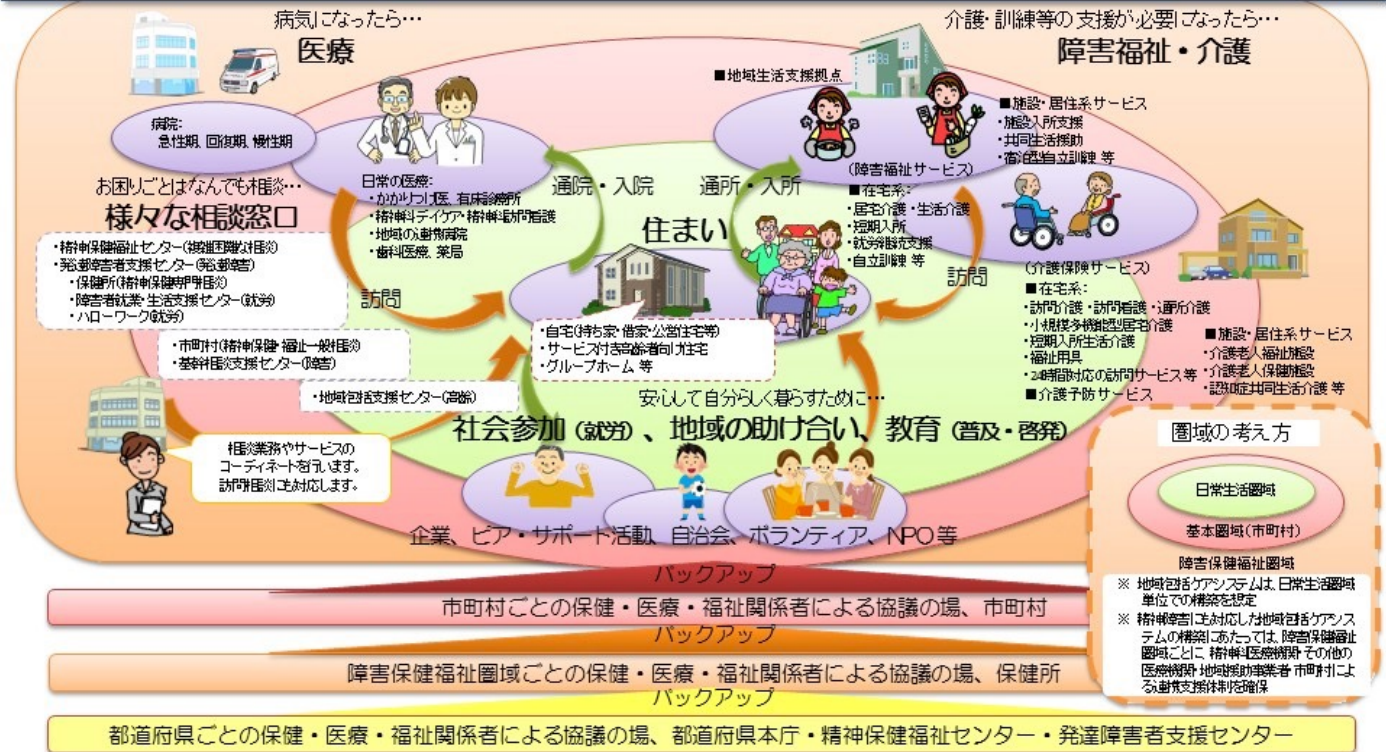 病気になったら…
医療
介護・訓練等の支援が必要になったら…
障害福祉・介護
病院:
急性期、回復期、慢性期
日常の医療:
・かかりつけ医、有床診療所
・精神科デイケア・精神科訪問看護
・地域の連携病院
・歯科医療、薬局
通院・入院
通所・入所
訪問
訪問
■地域生活支援拠点
■施設・居住系サービス
・施設入所支援
・共同生活援助
・宿泊型自立訓練 等
(障害福祉サービス)
■在宅系:
・居宅介護・生活介護
・短期入所
・就労継続支援
・自立訓練 等
(介護保険サービス)
■在宅系:
・訪問介護・訪問看護・通所介護
・小規模多機能型居宅介護
・短期入所生活介護
・福祉用具
・24時間対応の訪問サービス 等
■介護予防サービス
■施設・居住系サービス
・介護老人福祉施設
・介護老人保健施設
・認知症共同生活介護 等
お困りごとはなんでも相談…
様々な相談窓口
・精神保健福祉センター(複雑困難な相談)
・発達障害者支援センター(発達障害)
・保健所(精神保健専門相談)
・障害者就業・生活支援センター(就労)
・ハローワーク(就労)
・市町村(精神保健・福祉一般相談)
・基幹相談支援センター(障害)
・地域包括支援センター(高齢)
相談業務やサービスの
コーディネートを行います。
訪問相談にも対応します。
住まい
・自宅(持ち家・借家・公営住宅等)
・サービス付き高齢者向け住宅
・グループホーム 等
安心して自分らしく暮らすために…
社会参加(就労)、地域の助け合い、教育(普及・啓発)
企業、ピア・サポート活動、自治会、ボランティア、NPO 等
圏域の考え方
日常生活圏域
基本圏域(市町村)
障害保健福祉圏域
※ 地域包括ケアシステムは、日常生活圏域
単位での構築を想定
※ 精神障害にも対応した地域包括ケアシス
テムの構築にあたっては、障害保健福祉
圏域ごとに、精神科医療機関・その他の
医療機関・地域援助事業者・市町村によ
る連携支援体制を確保
バックアップ
市町村ごとの保健・医療・福祉関係者による協議の場、市町村
バックアップ
障害保健福祉圏域ごとの保健・医療・福祉関係者による協議の場、保健所
バックアップ
都道府県ごとの保健・医療・福祉関係者による協議の場、都道府県本庁・精神保健福祉センター・発達障害者支援センター